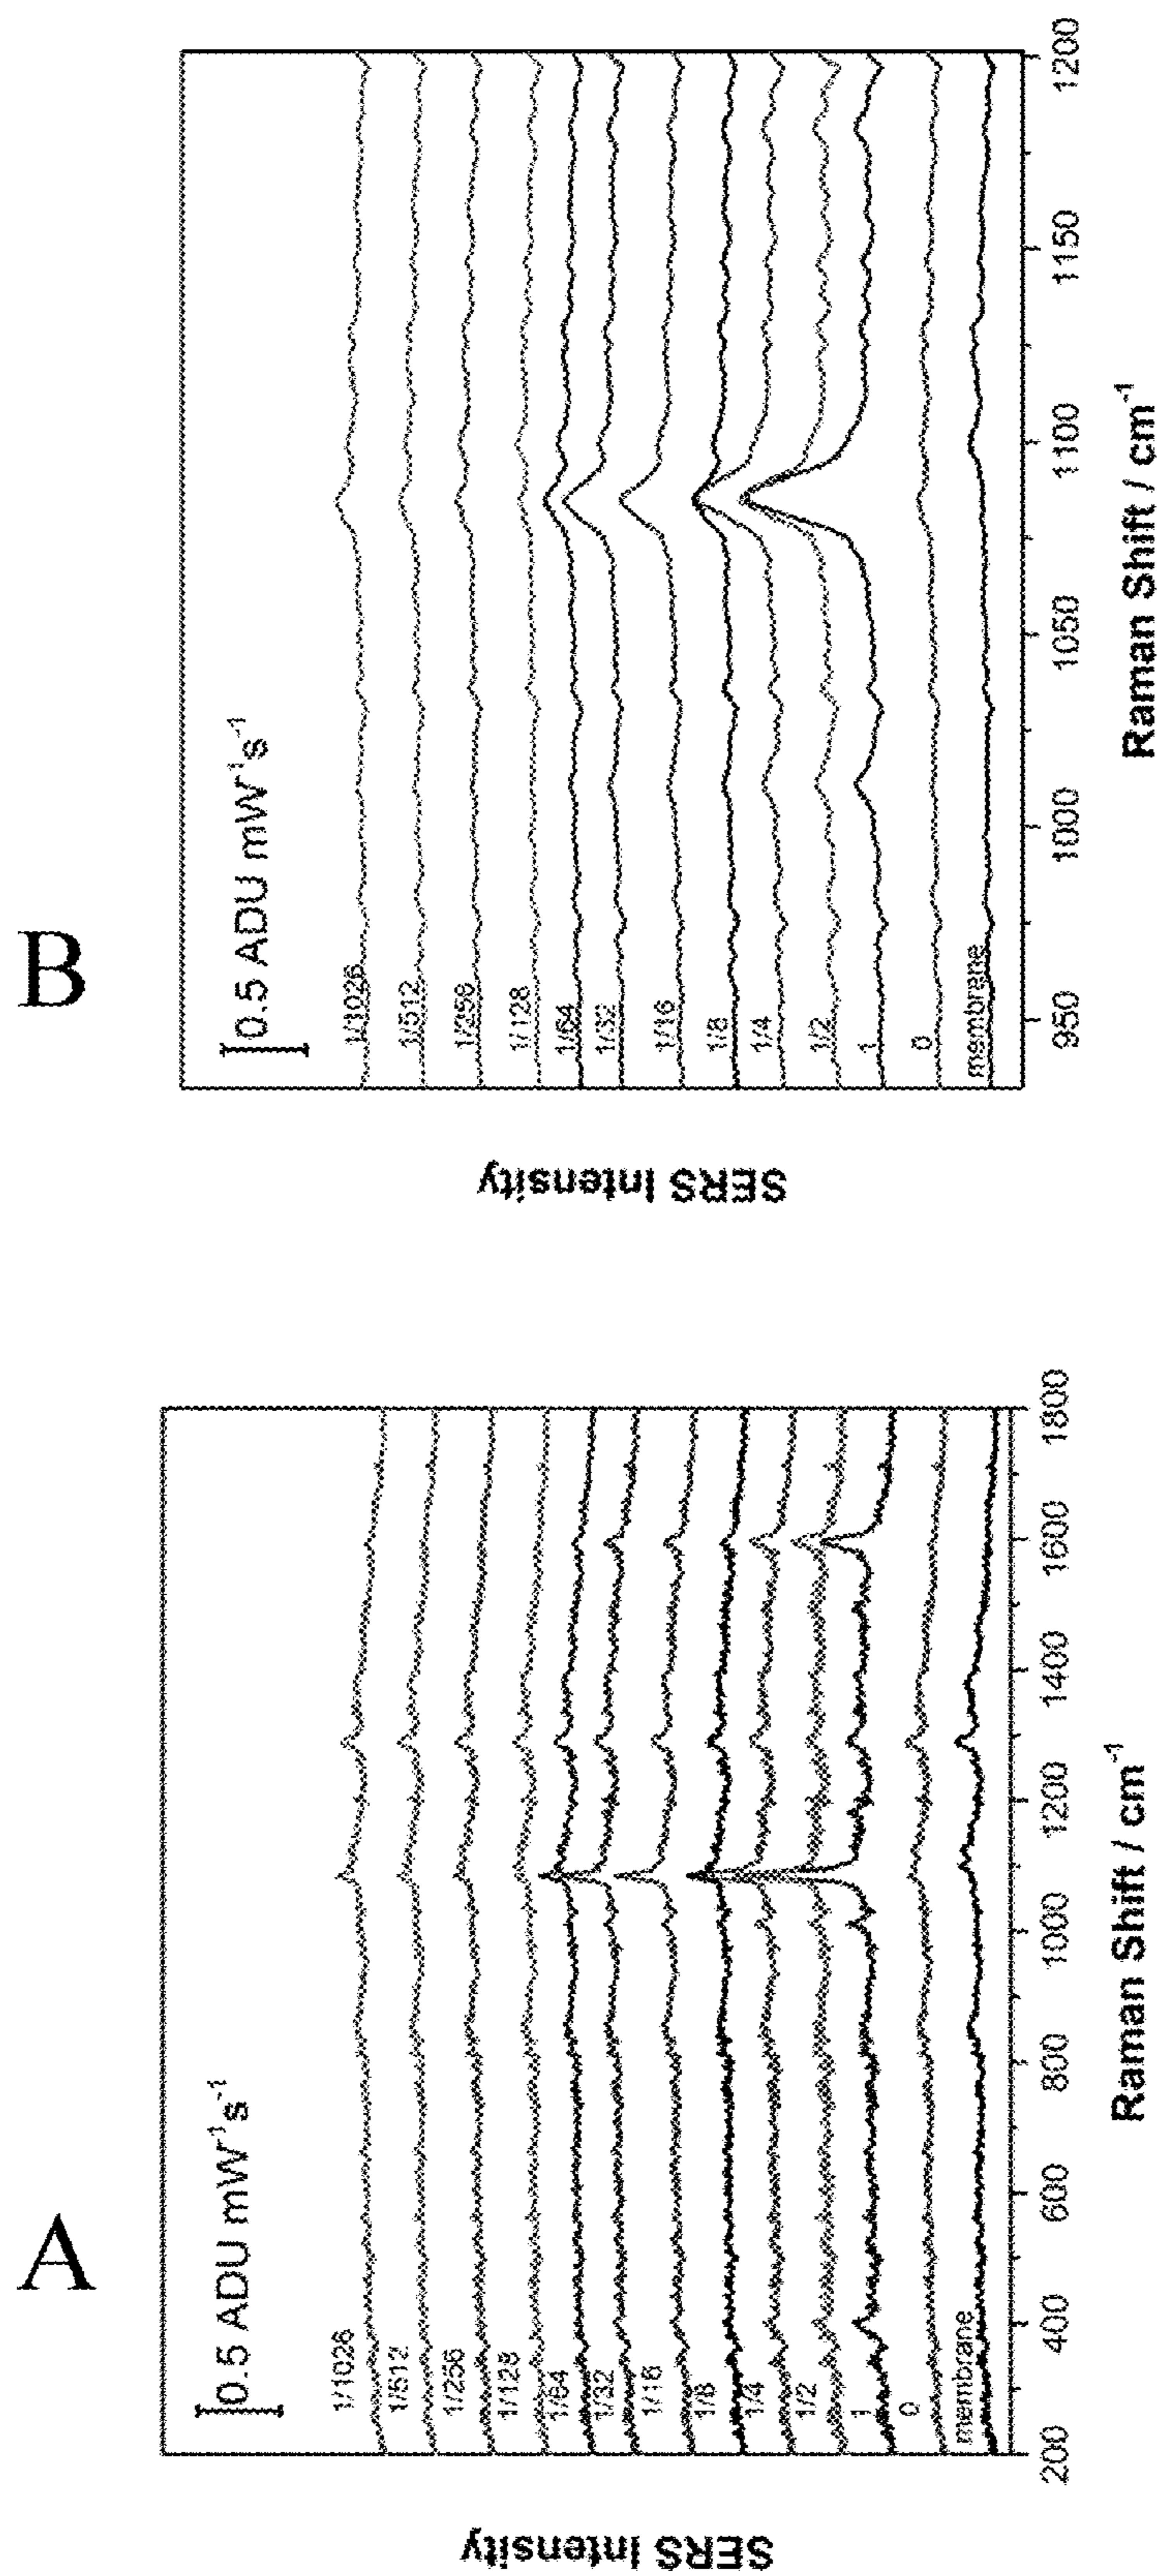 A
SERS Intensity
0.5 ADU mW⁻¹s⁻¹
1/1026
1/512
1/256
1/128
1/64
1/32
1/16
1/8
1/4
1/2
1
0
membrane
200 400 600 800 1000 1200 1400 1600 1800
Raman Shift / cm⁻¹
B
SERS Intensity
0.5 ADU mW⁻¹s⁻¹
1/1026
1/512
1/256
1/128
1/64
1/32
1/16
1/8
1/4
1/2
1
0
membrane
950 1000 1050 1100 1150 1200
Raman Shift / cm⁻¹